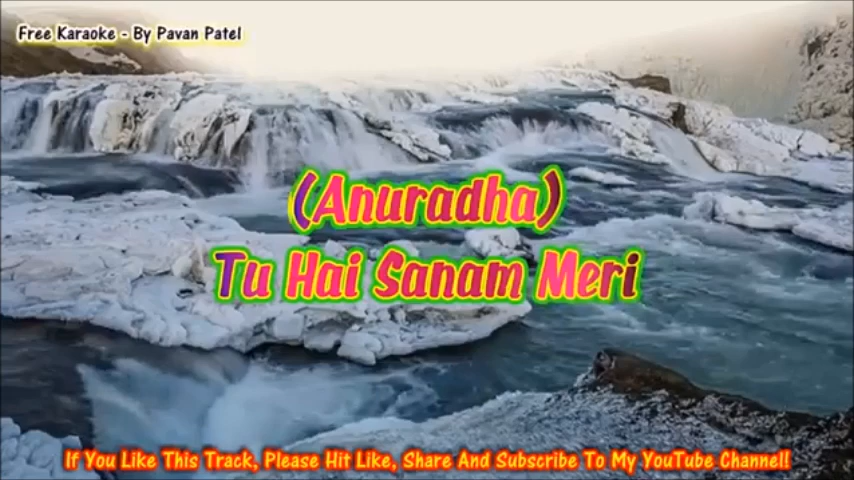 Free Karaoke - By Pavan Patel
(Anuradha)
Tu Hai Sanam Meri
If You Like This Track, Please Hit Like, Share And Subscribe To My YouTube Channel!